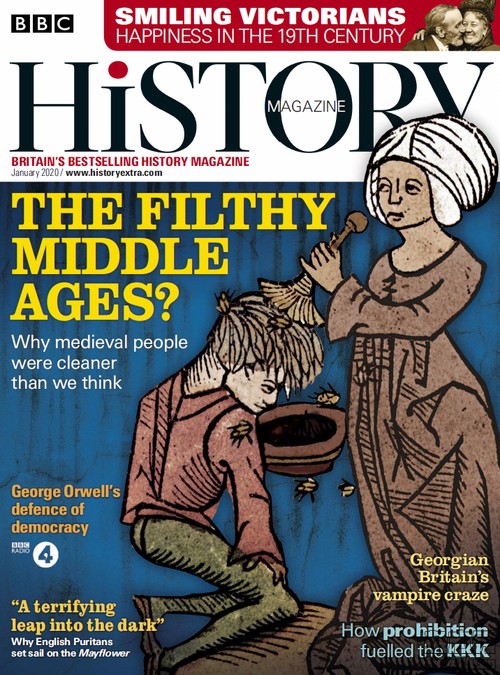 BBC
SMILING VICTORIANS
HAPPINESS IN THE 19TH CENTURY
HiSTORY
MAGAZINE
BRITAIN'S BESTSELLING HISTORY MAGAZINE
January 2020 / www.historyextra.com
THE FILTHY
MIDDLE
AGES?
Why medieval people
were cleaner
than we think
George Orwell's
defence of
democracy
BBC
RADIO
4
"A terrifying
leap into the dark"
Why English Puritans
set sail on the Mayflower
Georgian
Britain's
vampire craze
How prohibition
fuelled the KKK